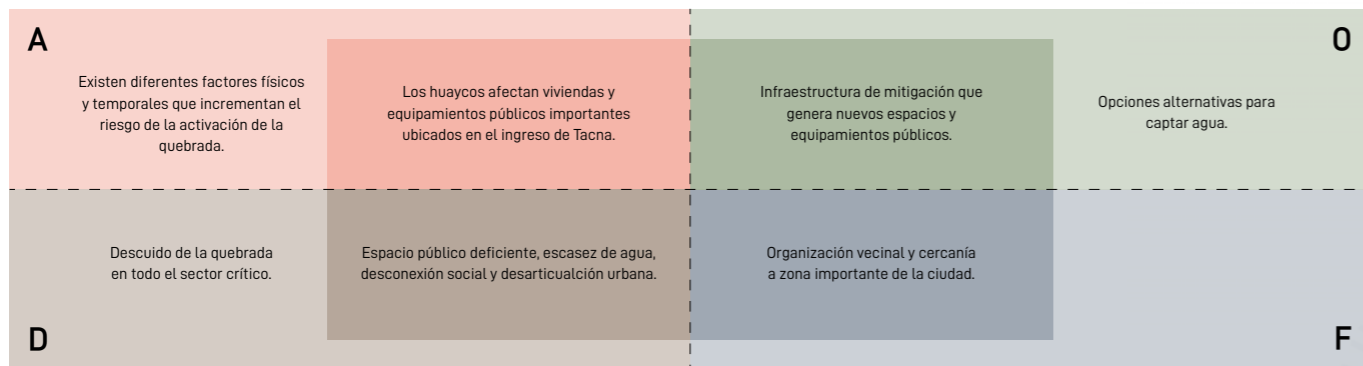 A
O
Existen diferentes factores físicos
y temporales que incrementan el
riesgo de la activación de la
quebrada.
Los huaycos afectan viviendas y
equipamientos públicos importantes
ubicados en el ingreso de Tacna.
Infraestructura de mitigación que
genera nuevos espacios y
equipamientos públicos.
Opciones alternativas para
captar agua.
Descuido de la quebrada
en todo el sector crítico.
Espacio público deficiente, escasez de agua,
desconexión social y desarticualción urbana.
Organización vecinal y cercanía
a zona importante de la ciudad.
D
F